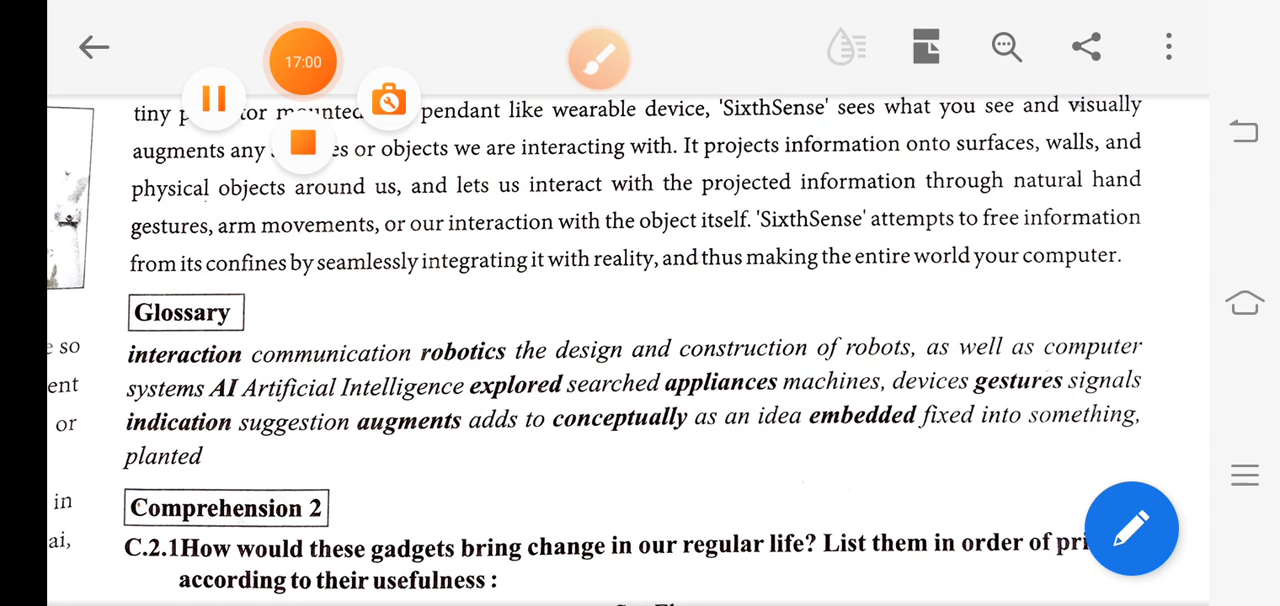 17:00
tiny pendant like wearable device, 'SixthSense' sees what you see and visually
augments any or objects we are interacting with. It projects information onto surfaces, walls, and
physical objects around us, and lets us interact with the projected information through natural hand
gestures, arm movements, or our interaction with the object itself. 'SixthSense' attempts to free information
from its confines by seamlessly integrating it with reality, and thus making the entire world your computer.
Glossary
so
interaction communication robotics the design and construction of robots, as well as computer
ent
systems AI Artificial Intelligence explored searched appliances machines, devices gestures signals
or
indication suggestion augments adds to conceptually as an idea embedded fixed into something,
planted
in
Comprehension 2
ai,
C.2.1How would these gadgets bring change in our regular life? List them in order of
according to their usefulness :